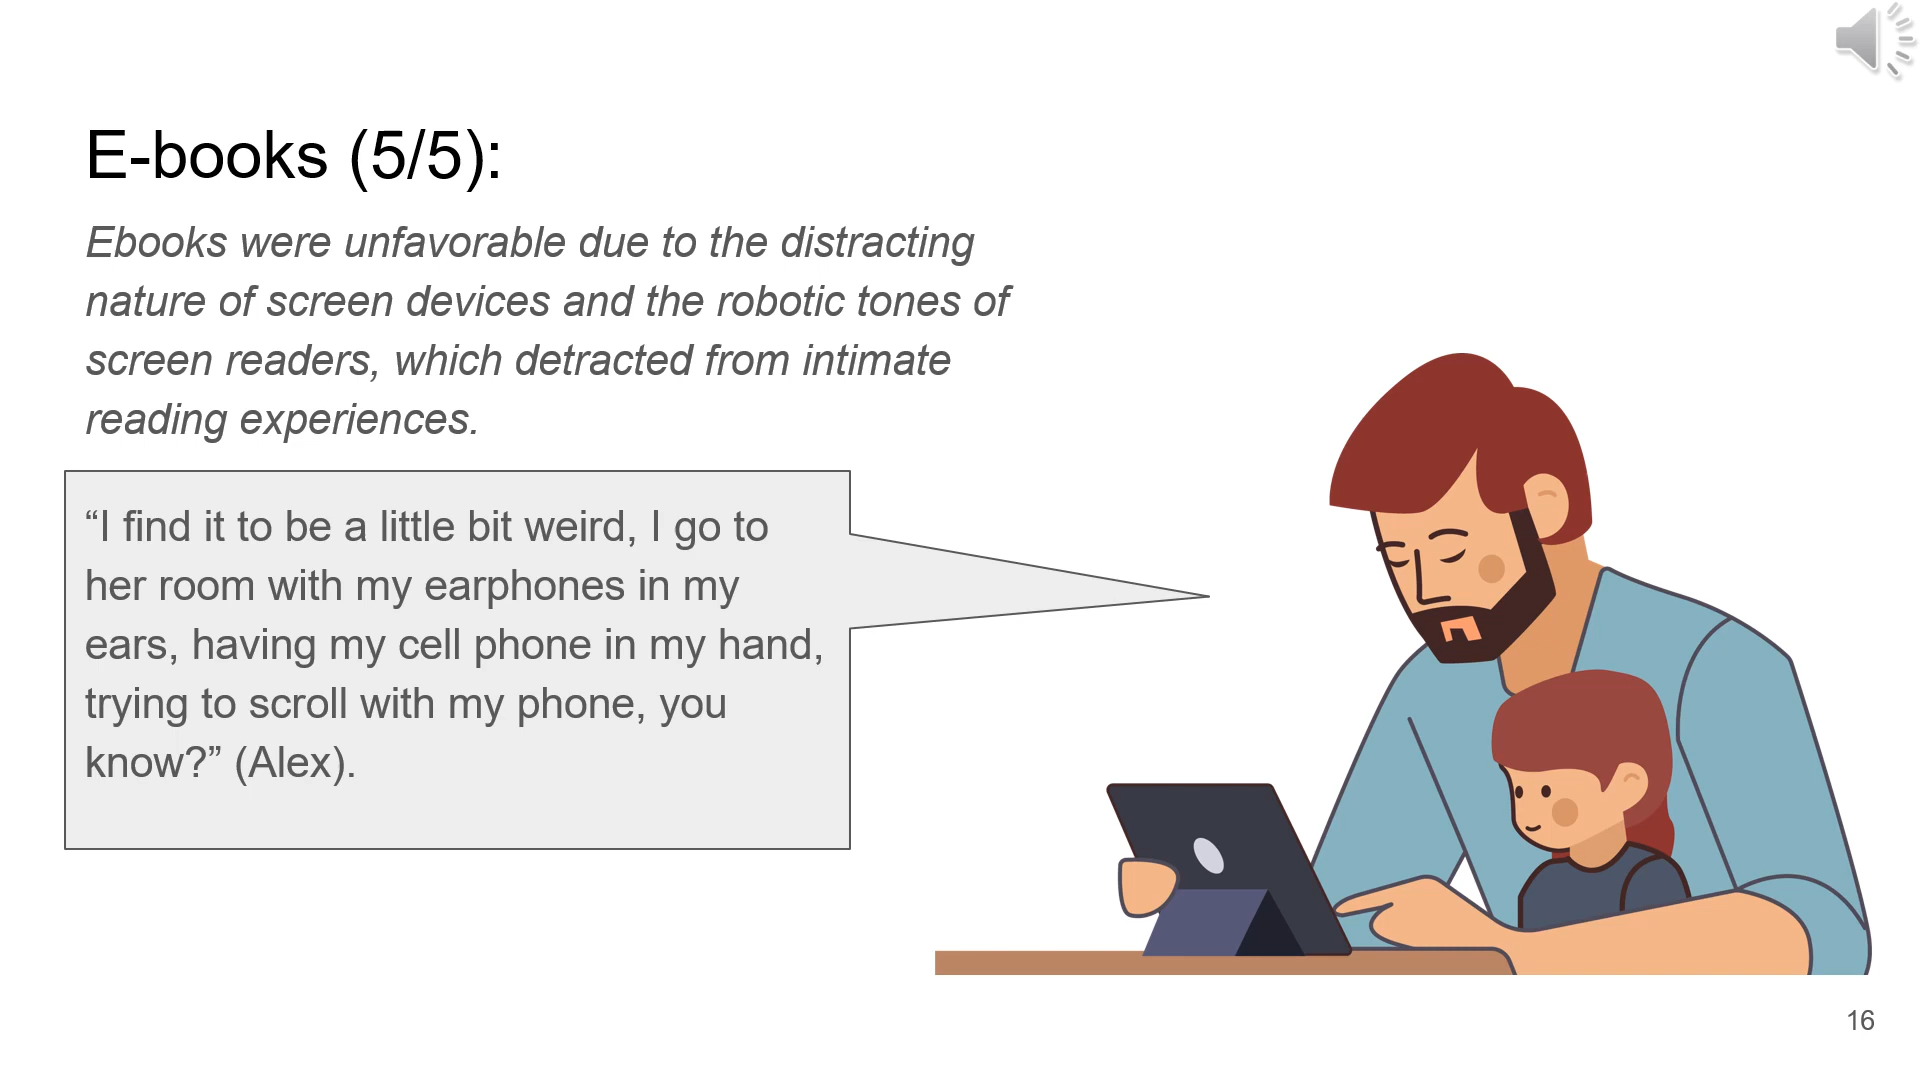 E-books (5/5):
Ebooks were unfavorable due to the distracting
nature of screen devices and the robotic tones of
screen readers, which detracted from intimate
reading experiences.
“I find it to be a little bit weird, I go to
her room with my earphones in my
ears, having my cell phone in my hand,
trying to scroll with my phone, you
know?” (Alex).
16